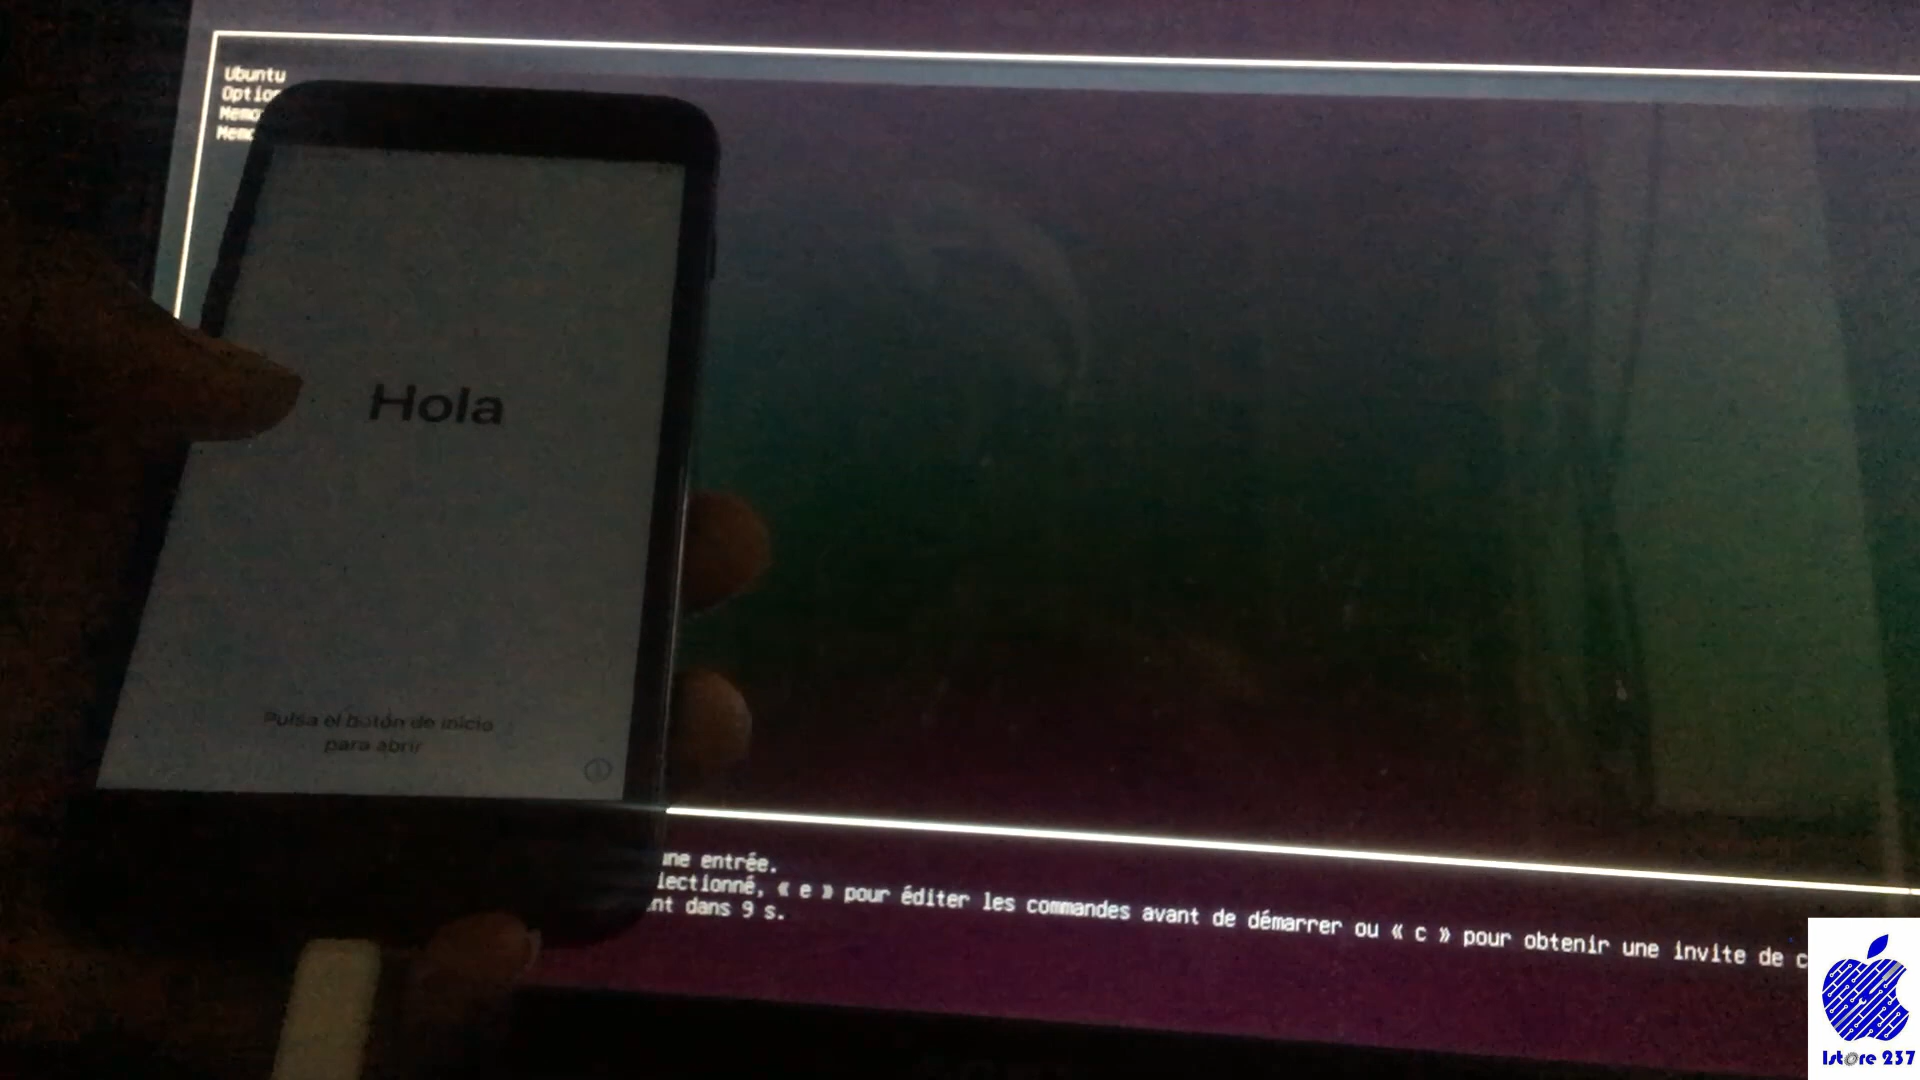 Ubuntu
Hola
Pulsa el botón de inicio
para abrir
une entrée.
lectionné, « e » pour éditer les commandes avant de démarrer ou « c » pour obtenir une invite de c
nt dans 9 s.
Istore 237